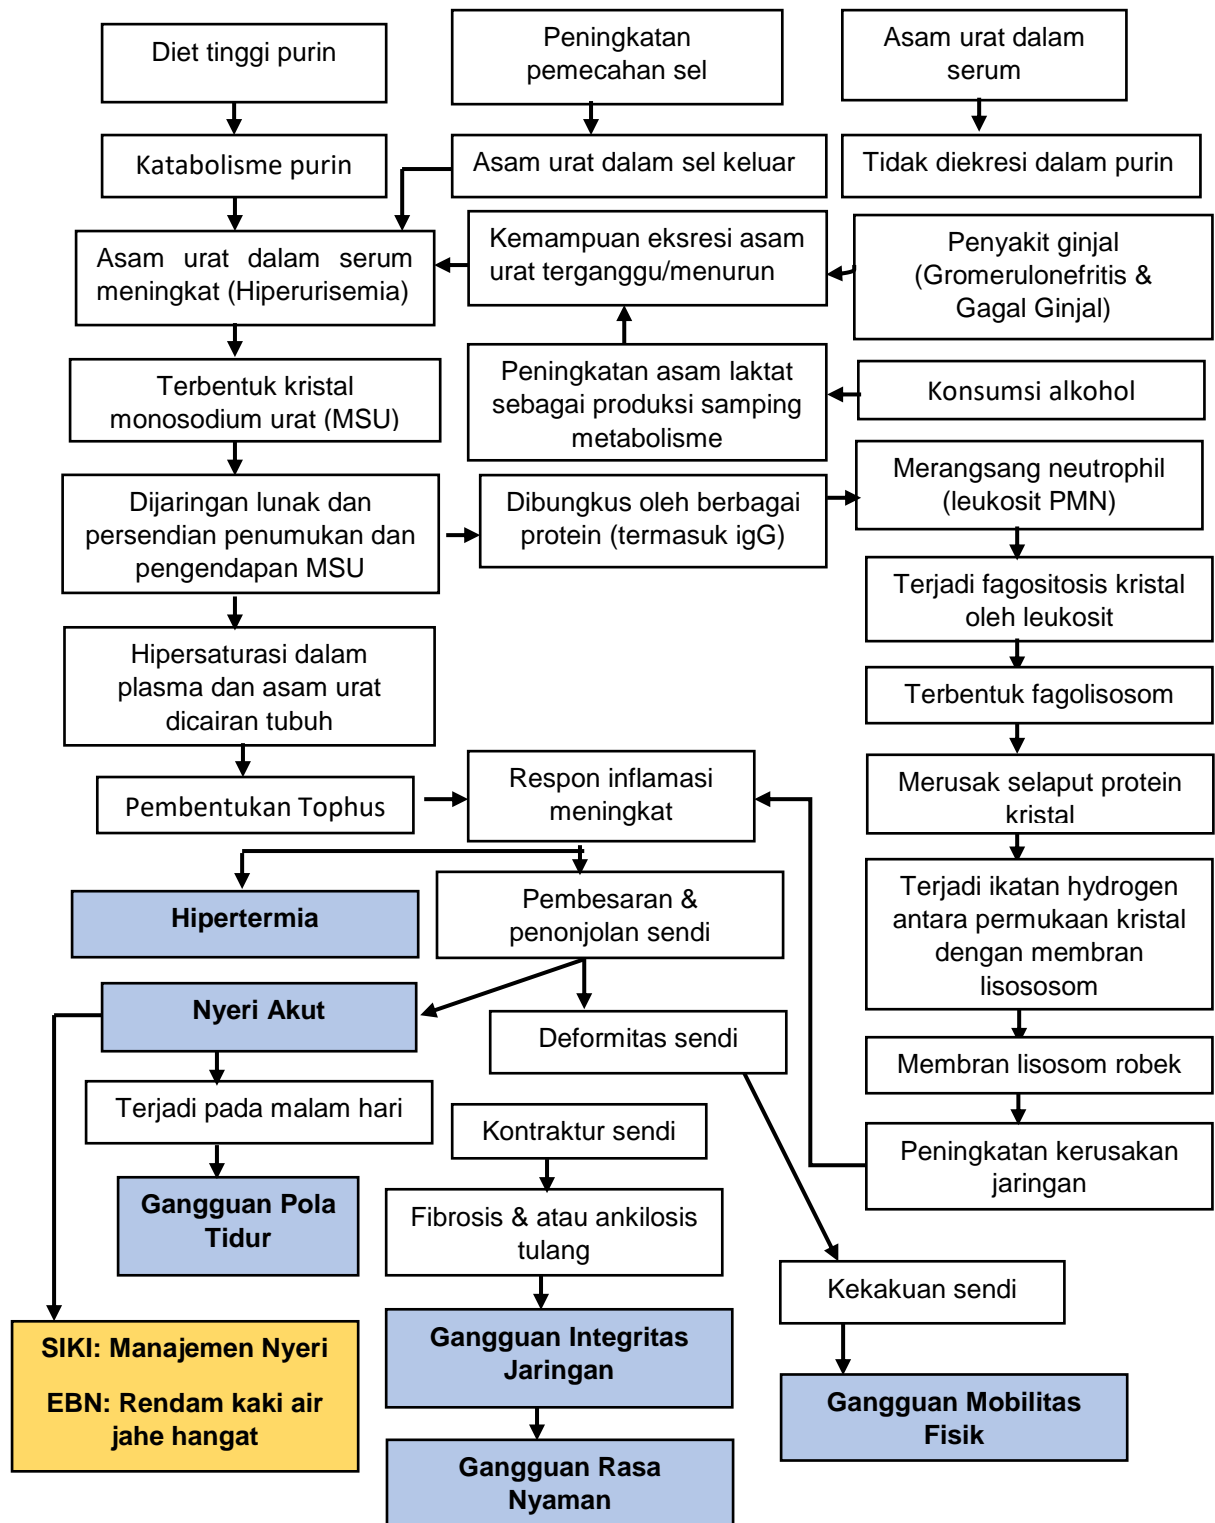 Diet tinggi purin
Peningkatan
pemecahan sel
Asam urat dalam
serum
Katabolisme purin
Asam urat dalam sel keluar
Tidak diekresi dalam purin
Asam urat dalam serum
meningkat (Hiperurisemia)
Kemampuan eksresi asam
urat terganggu/menurun
Penyakit ginjal
(Gromerulonefritis &
Gagal Ginjal)
Terbentuk kristal
monosodium urat (MSU)
Peningkatan asam laktat
sebagai produksi samping
metabolisme
Konsumsi alkohol
Dijaringan lunak dan
persendian penumukan dan
pengendapan MSU
Dibungkus oleh berbagai
protein (termasuk igG)
Merangsang neutrophil
(leukosit PMN)
Terjadi fagositosis kristal
oleh leukosit
Hipersaturasi dalam
plasma dan asam urat
dicairan tubuh
Terbentuk fagolisosom
Pembentukan Tophus
Respon inflamasi
meningkat
Merusak selaput protein
kristal
Hipertermia
Pembesaran &
penonjolan sendi
Terjadi ikatan hydrogen
antara permukaan kristal
dengan membran
lisososom
Nyeri Akut
Deformitas sendi
Membran lisosom robek
Terjadi pada malam hari
Kontraktur sendi
Peningkatan kerusakan
jaringan
Gangguan Pola
Tidur
Fibrosis & atau ankilosis
tulang
Kekakuan sendi
SIKI: Manajemen Nyeri
EBN: Rendam kaki air
jahe hangat
Gangguan Integritas
Jaringan
Gangguan Mobilitas
Fisik
Gangguan Rasa
Nyaman